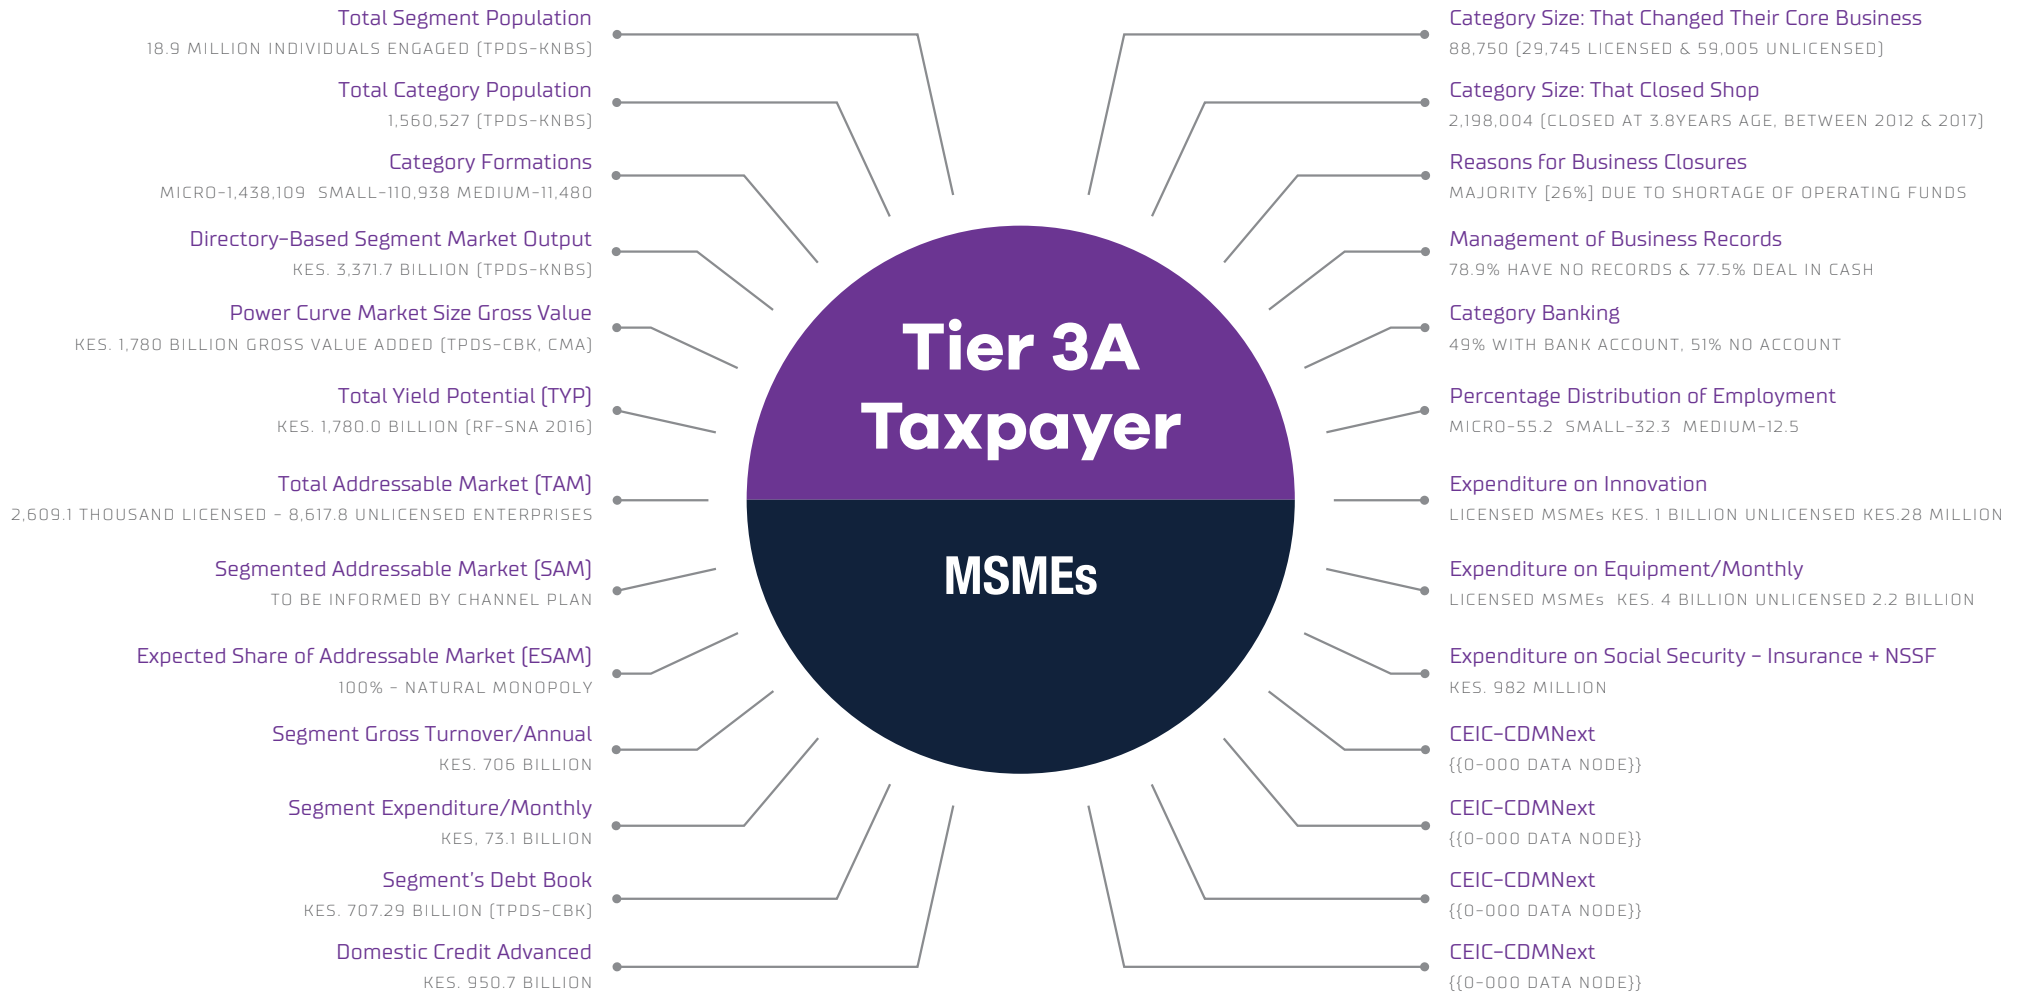 Total Segment Population
18.9 MILLION INDIVIDUALS ENGAGED (TPDS-KNBS)
Total Category Population
1,560,527 (TPDS-KNBS)
Category Formations
MICRO-1,438,109 SMALL-110,938 MEDIUM-11,480
Directory-Based Segment Market Output
KES. 3,371.7 BILLION (TPDS-KNBS)
Power Curve Market Size Gross Value
KES. 1,780 BILLION GROSS VALUE ADDED (TPDS-CBK, CMA)
Total Yield Potential (TYP)
KES. 1,780.0 BILLION (RF-SNA 2016)
Total Addressable Market (TAM)
2,609.1 THOUSAND LICENSED - 8,617.8 UNLICENSED ENTERPRISES
Segmented Addressable Market (SAM)
TO BE INFORMED BY CHANNEL PLAN
Expected Share of Addressable Market (ESAM)
100% - NATURAL MONOPOLY
Segment Gross Turnover/Annual
KES. 706 BILLION
Segment Expenditure/Monthly
KES, 73.1 BILLION
Segment's Debt Book
KES. 707.29 BILLION (TPDS-CBK)
Domestic Credit Advanced
KES. 950.7 BILLION
Tier 3A
Taxpayer
MSMEs
Category Size: That Changed Their Core Business
88,750 (29,745 LICENSED & 59,005 UNLICENSED)
Category Size: That Closed Shop
2,198,004 (CLOSED AT 3.8YEARS AGE, BETWEEN 2012 & 2017)
Reasons for Business Closures
MAJORITY [26%] DUE TO SHORTAGE OF OPERATING FUNDS
Management of Business Records
78.9% HAVE NO RECORDS & 77.5% DEAL IN CASH
Category Banking
49% WITH BANK ACCOUNT, 51% NO ACCOUNT
Percentage Distribution of Employment
MICRO-55.2 SMALL-32.3 MEDIUM-12.5
Expenditure on Innovation
LICENSED MSMEs KES. 1 BILLION UNLICENSED KES.28 MILLION
Expenditure on Equipment/Monthly
LICENSED MSMEs KES. 4 BILLION UNLICENSED 2.2 BILLION
Expenditure on Social Security - Insurance + NSSF
KES. 982 MILLION
CEIC-CDMNext
{{0-000 DATA NODE}}
CEIC-CDMNext
{{0-000 DATA NODE}}
CEIC-CDMNext
{{0-000 DATA NODE}}
CEIC-CDMNext
{{0-000 DATA NODE}}